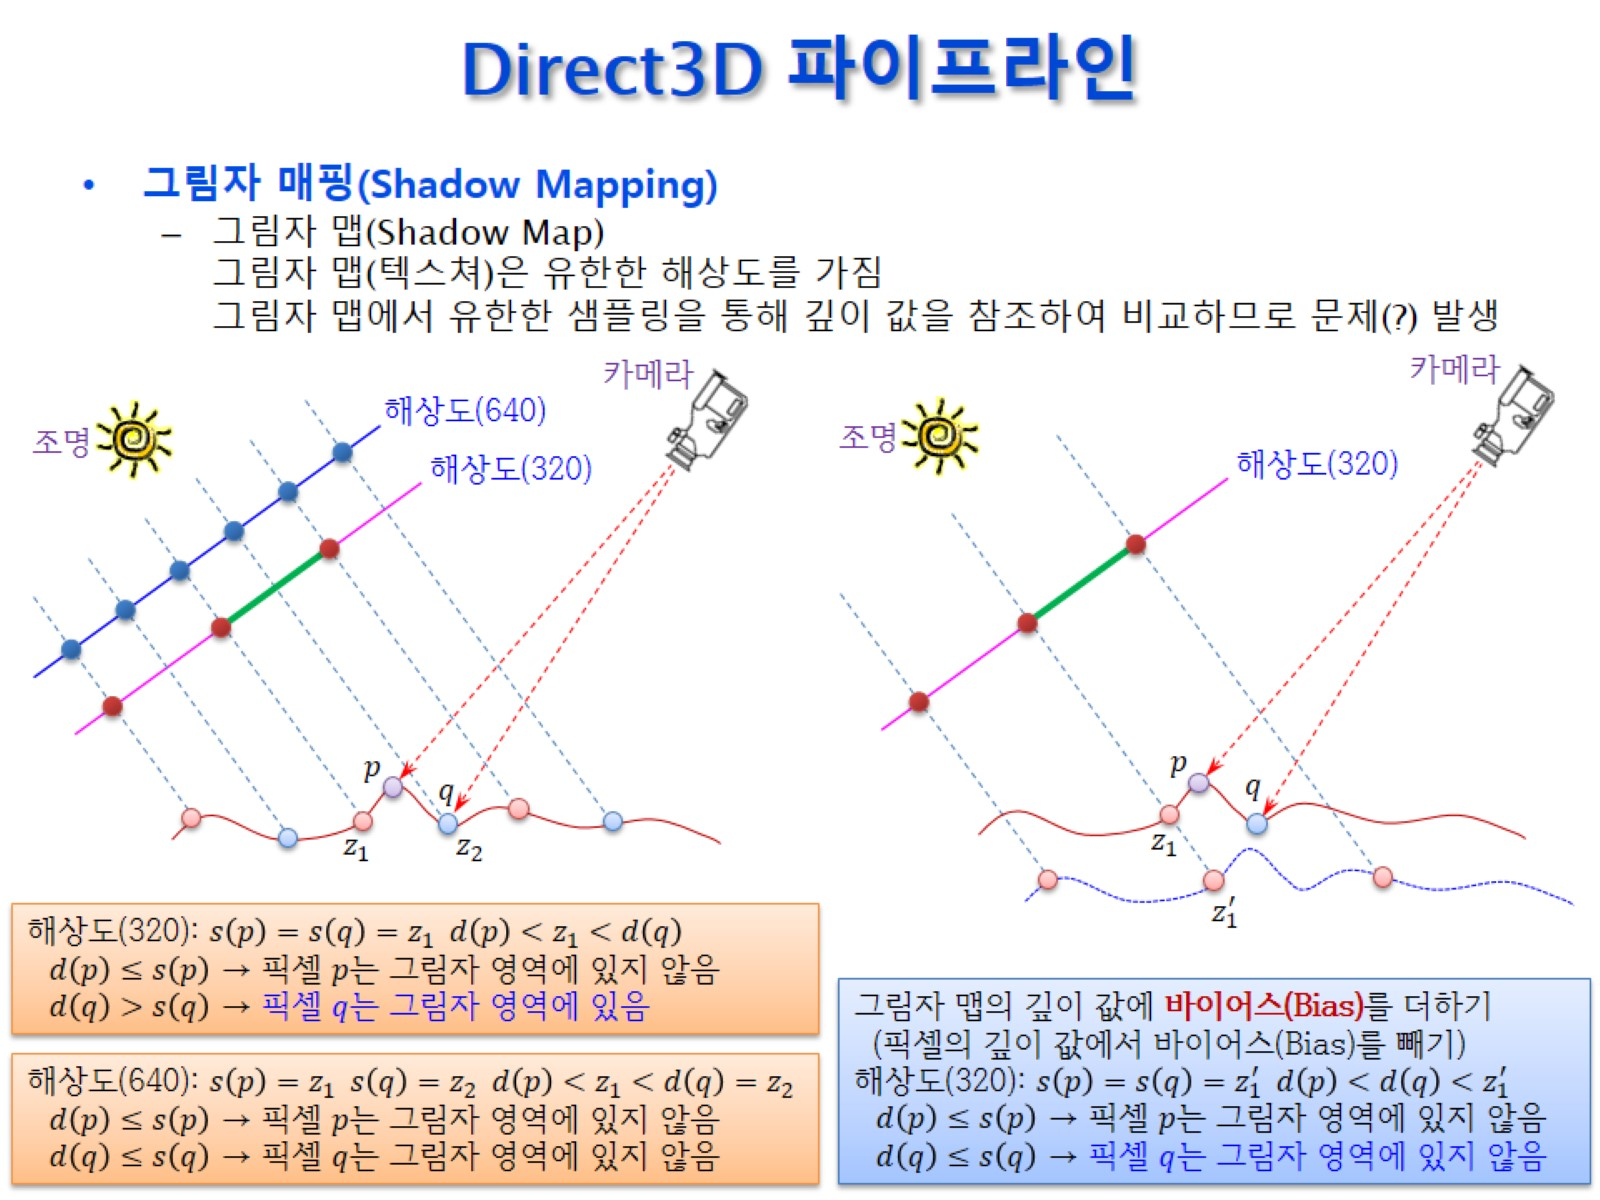 Direct3D 파이프라인
• 그림자 매핑(Shadow Mapping)
– 그림자 맵(Shadow Map)
그림자 맵(텍스쳐)은 유한한 해상도를 가짐
그림자 맵에서 유한한 샘플링을 통해 깊이 값을 참조하여 비교하므로 문제(?) 발생
카메라
조명
해상도(640)
해상도(320)
p
q
z₁
z₂
카메라
조명
해상도(320)
p
q
z₁
z₁′
해상도(320): s(p) = s(q) = z₁ d(p) < z₁ < d(q)
d(p) ≤ s(p) → 픽셀 p는 그림자 영역에 있지 않음
d(q) > s(q) → 픽셀 q는 그림자 영역에 있음
해상도(640): s(p) = z₁ s(q) = z₂ d(p) < z₁ < d(q) = z₂
d(p) ≤ s(p) → 픽셀 p는 그림자 영역에 있지 않음
d(q) ≤ s(q) → 픽셀 q는 그림자 영역에 있지 않음
그림자 맵의 깊이 값에 바이어스(Bias)를 더하기
(픽셀의 깊이 값에서 바이어스(Bias)를 빼기)
해상도(320): s(p) = s(q) = z₁′ d(p) < d(q) < z₁′
d(p) ≤ s(p) → 픽셀 p는 그림자 영역에 있지 않음
d(q) ≤ s(q) → 픽셀 q는 그림자 영역에 있지 않음